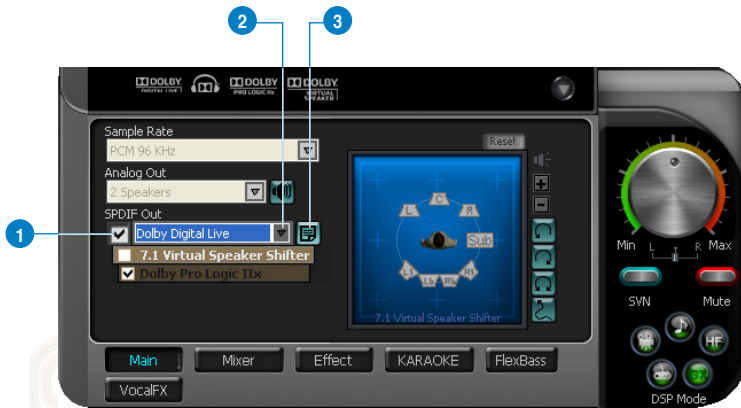 2
3
DOLBY DIGITAL LIVE
DOLBY PRO LOGIC IIx
DOLBY VIRTUAL SPEAKER
Sample Rate
PCM 96 KHz
Reset
Analog Out
2 Speakers
SPDIF Out
1
Dolby Digital Live
7.1 Virtual Speaker Shifter
Dolby Pro Logic IIx
L
C
R
Sub
Ls
Lb
Rb
Rs
7.1 Virtual Speaker Shifter
Min
L
T
R
Max
SVN
Mute
HF
GX
DSP Mode
Main
Mixer
Effect
KARAOKE
FlexBass
VocalFX